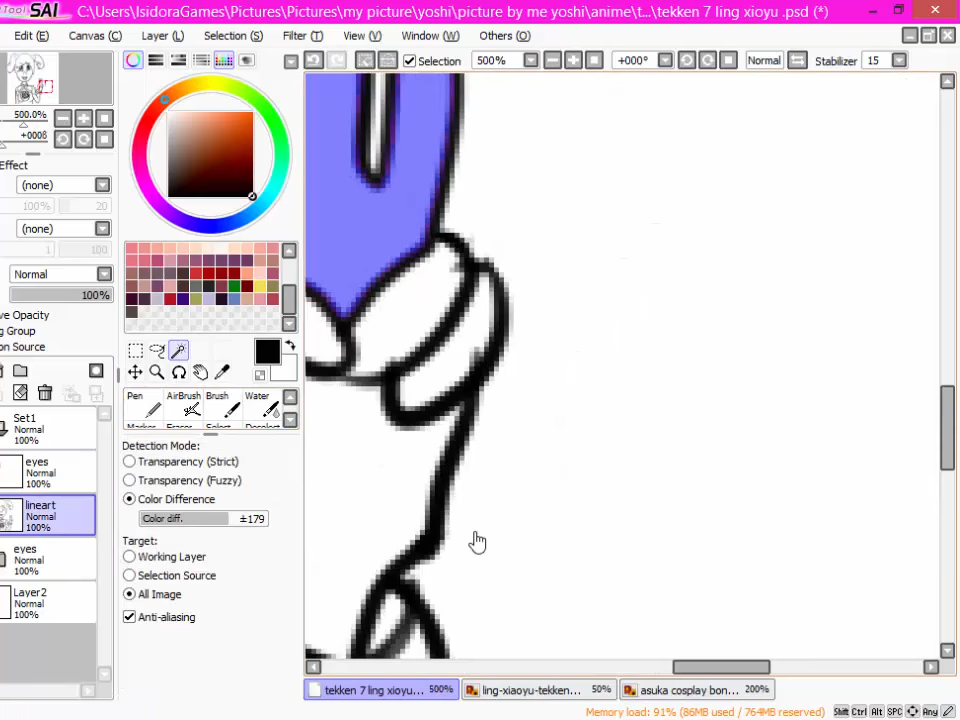 Tool SAI C:\Users\IsidoraGames\Pictures\Pictures\my picture\yoshi\picture by me yoshi\anime\t...\tekken 7 ling xioyu .psd (*)
Edit (E) Canvas (C) Layer (L) Selection (S) Filter (T) View (V) Window (W) Others (O)
Selection 500% +000° Normal Stabilizer 15
500.0%
+000ß
Effect
(none)
100% 20
(none)
1 100
Normal
100%
ve Opacity
ng Group
on Source
Set1
Normal
100%
eyes
Normal
100%
lineart
Normal
100%
eyes
Normal
100%
Layer2
Normal
100%
Pen AirBrush Brush Water
Marker Eraser Select Deselect
Detection Mode:
Transparency (Strict)
Transparency (Fuzzy)
Color Difference
Color diff. ±179
Target:
Working Layer
Selection Source
All Image
Anti-aliasing
tekken 7 ling xioyu... 500% ling-xiaoyu-tekken... 50% asuka cosplay bon... 200%
Memory load: 91% (86MB used / 764MB reserved) Shift Ctrl Alt SPC Any